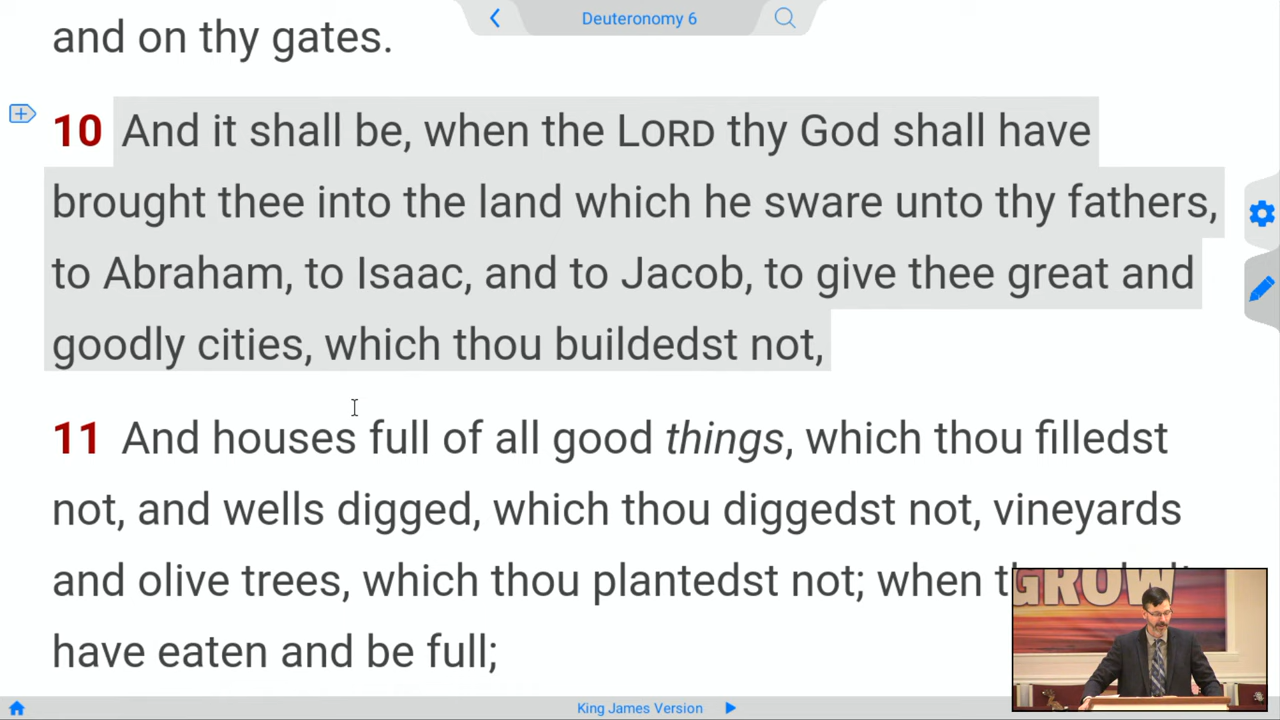 Deuteronomy 6
and on thy gates.
10 And it shall be, when the LORD thy God shall have
brought thee into the land which he sware unto thy fathers,
to Abraham, to Isaac, and to Jacob, to give thee great and
goodly cities, which thou buildedst not,
11 And houses full of all good things, which thou filledst
not, and wells digged, which thou diggedst not, vineyards
and olive trees, which thou plantedst not; when
have eaten and be full;
GROW
King James Version